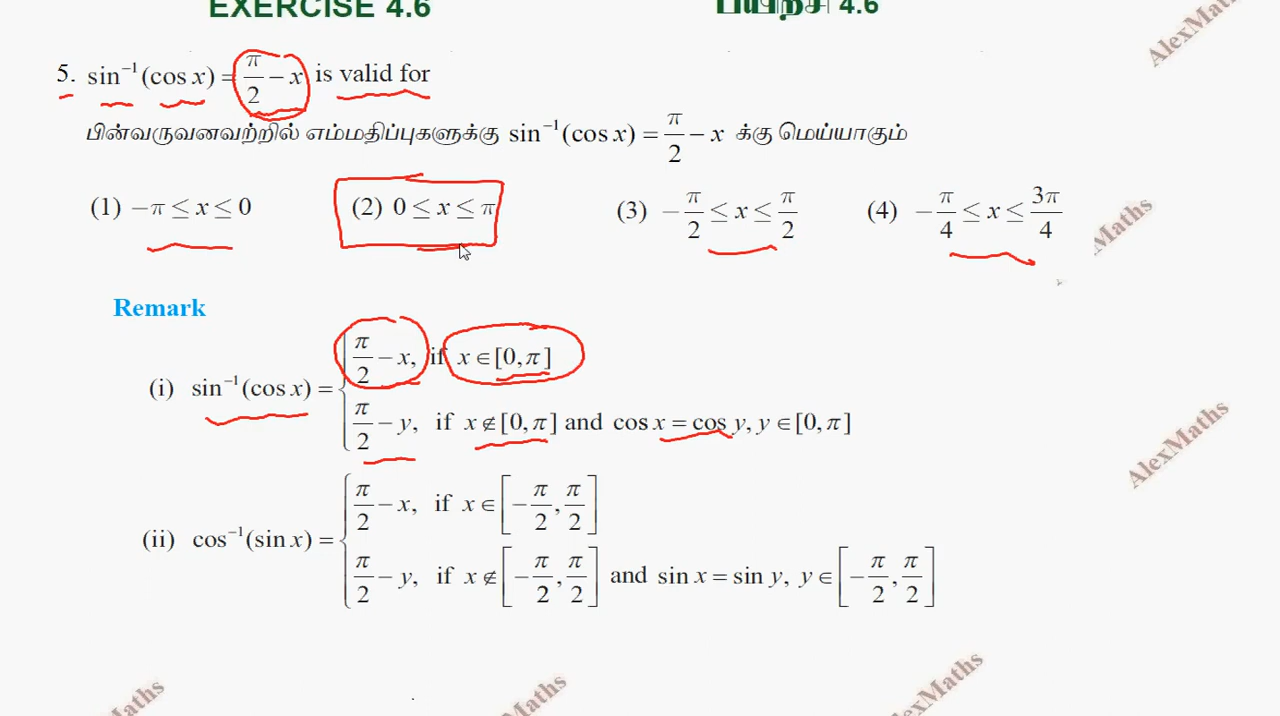 EXERCISE 4.6 பயிற்சி 4.6
5. sin⁻¹(cos x) = π/2 − x is valid for
பின்வருவனவற்றில் எம்மதிப்புகளுக்கு sin⁻¹(cos x) = π/2 − x க்கு மெய்யாகும்
(1) −π ≤ x ≤ 0 (2) 0 ≤ x ≤ π (3) −π/2 ≤ x ≤ π/2 (4) −π/4 ≤ x ≤ 3π/4
Remark
(i) sin⁻¹(cos x) = { π/2 − x, if x ∈ [0, π]
π/2 − y, if x ∉ [0, π] and cos x = cos y, y ∈ [0, π]
(ii) cos⁻¹(sin x) = { π/2 − x, if x ∈ [−π/2, π/2]
π/2 − y, if x ∉ [−π/2, π/2] and sin x = sin y, y ∈ [−π/2, π/2]
AlexMaths
Maths
AlexMaths
Maths
AlexMaths
AlexMaths